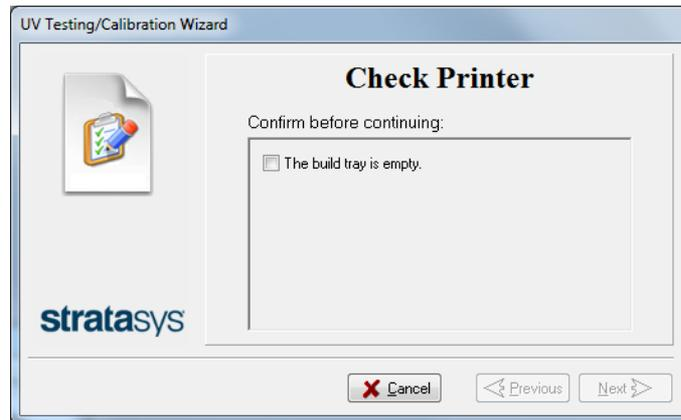 UV Testing/Calibration Wizard
Check Printer
Confirm before continuing:
The build tray is empty.
stratasys
Cancel
Previous
Next